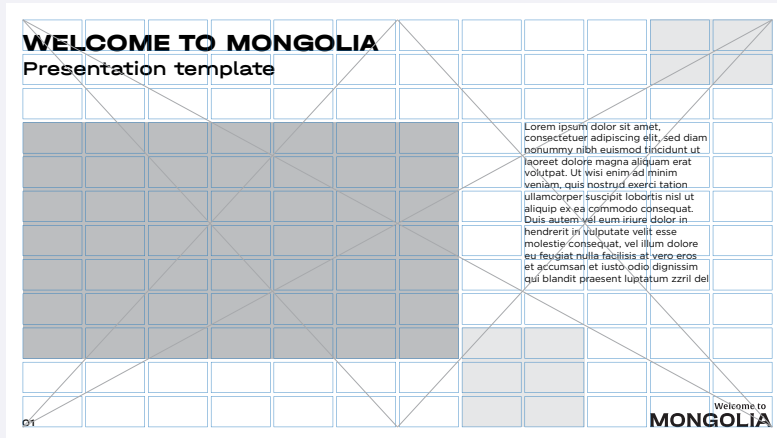 WELCOME TO MONGOLIA
Presentation template
Lorem ipsum dolor sit amet,
consectetuer adipiscing elit, sed diam
nonummy nibh euismod tincidunt ut
laoreet dolore magna aliquam erat
volutpat. Ut wisi enim ad minim
veniam, quis nostrud exerci tation
ullamcorper suscipit lobortis nisl ut
aliquip ex ea commodo consequat.
Duis autem vel eum iriure dolor in
hendrerit in vulputate velit esse
molestie consequat, vel illum dolore
eu feugiat nulla facilisis at vero eros
et accumsan et iusto odio dignissim
qui blandit praesent luptatum zzril del
01
Welcome to
MONGOLIA